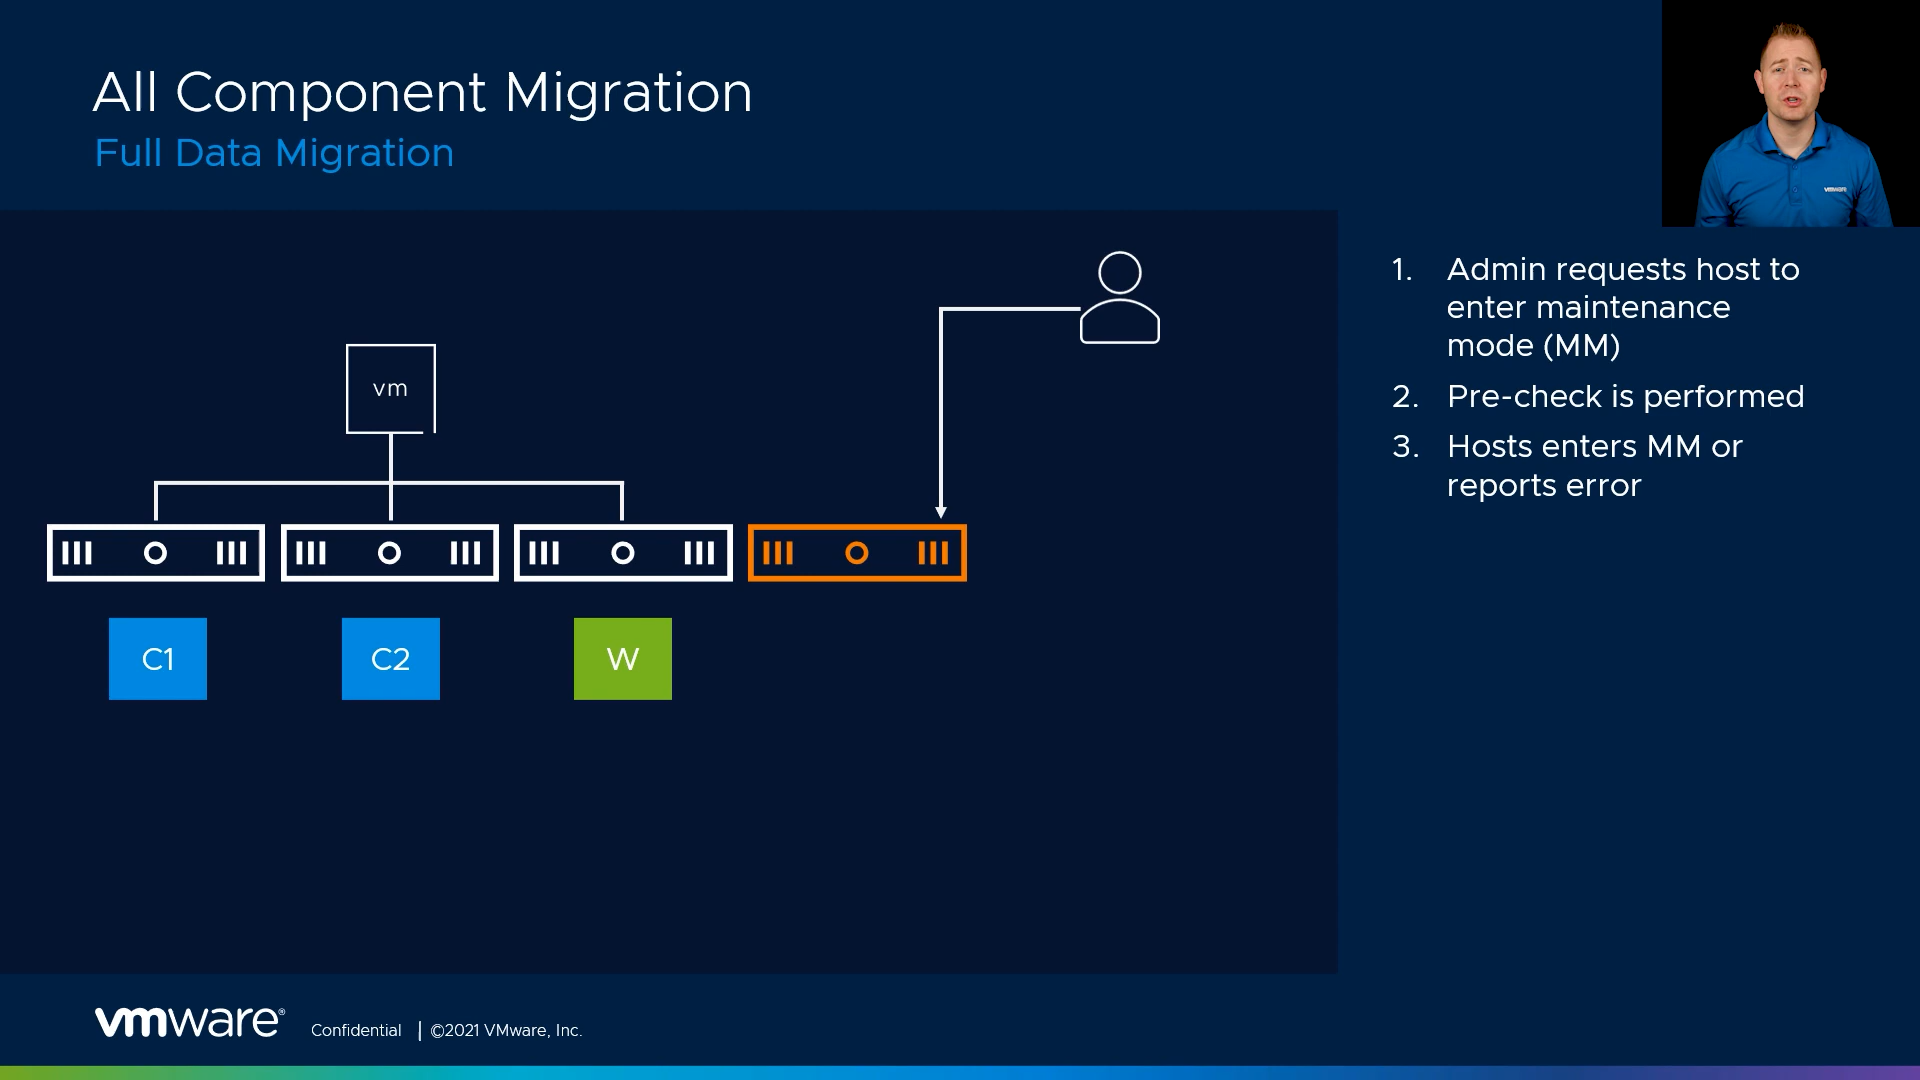 All Component Migration
Full Data Migration
vmware
1. Admin requests host to
enter maintenance
mode (MM)
2. Pre-check is performed
3. Hosts enters MM or
reports error
vm
C1
C2
W
vmware®
Confidential | ©2021 VMware, Inc.